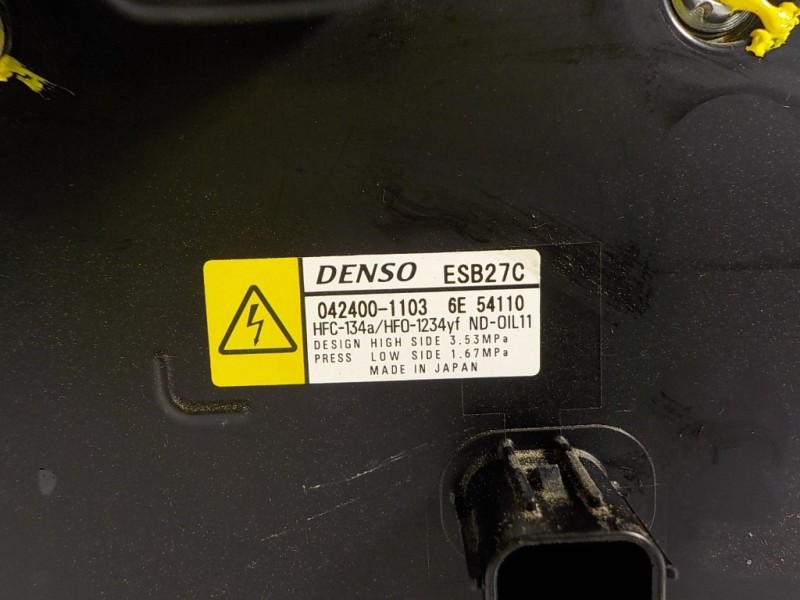 DENSO ESB27C
042400-1103 6E 54110
HFC-134a/HFO-1234yf ND-OIL11
DESIGN HIGH SIDE 3.53MPa
PRESS LOW SIDE 1.67MPa
MADE IN JAPAN